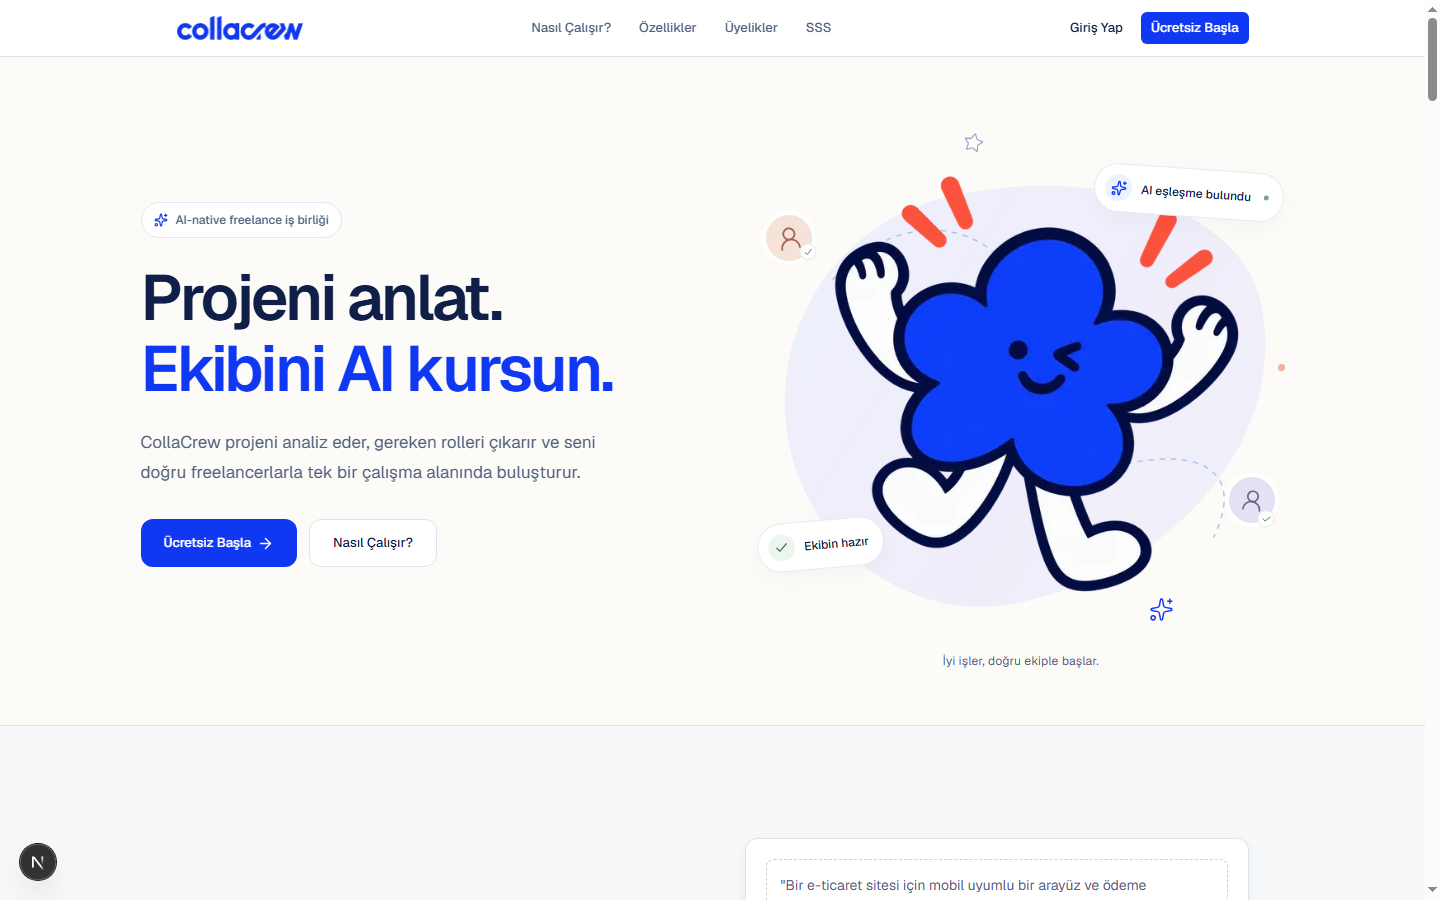 collacrew
Nasıl Çalışır?
Özellikler
Üyelikler
SSS
Giriş Yap
Ücretsiz Başla
AI-native freelance iş birliği
Projeni anlat.
Ekibini AI kursun.
CollaCrew projeni analiz eder, gereken rolleri çıkarır ve seni
doğru freelancerlarla tek bir çalışma alanında buluşturur.
Ücretsiz Başla →
Nasıl Çalışır?
AI eşleşme bulundu
Ekibin hazır
İyi işler, doğru ekiple başlar.
"Bir e-ticaret sitesi için mobil uyumlu bir arayüz ve ödeme
N